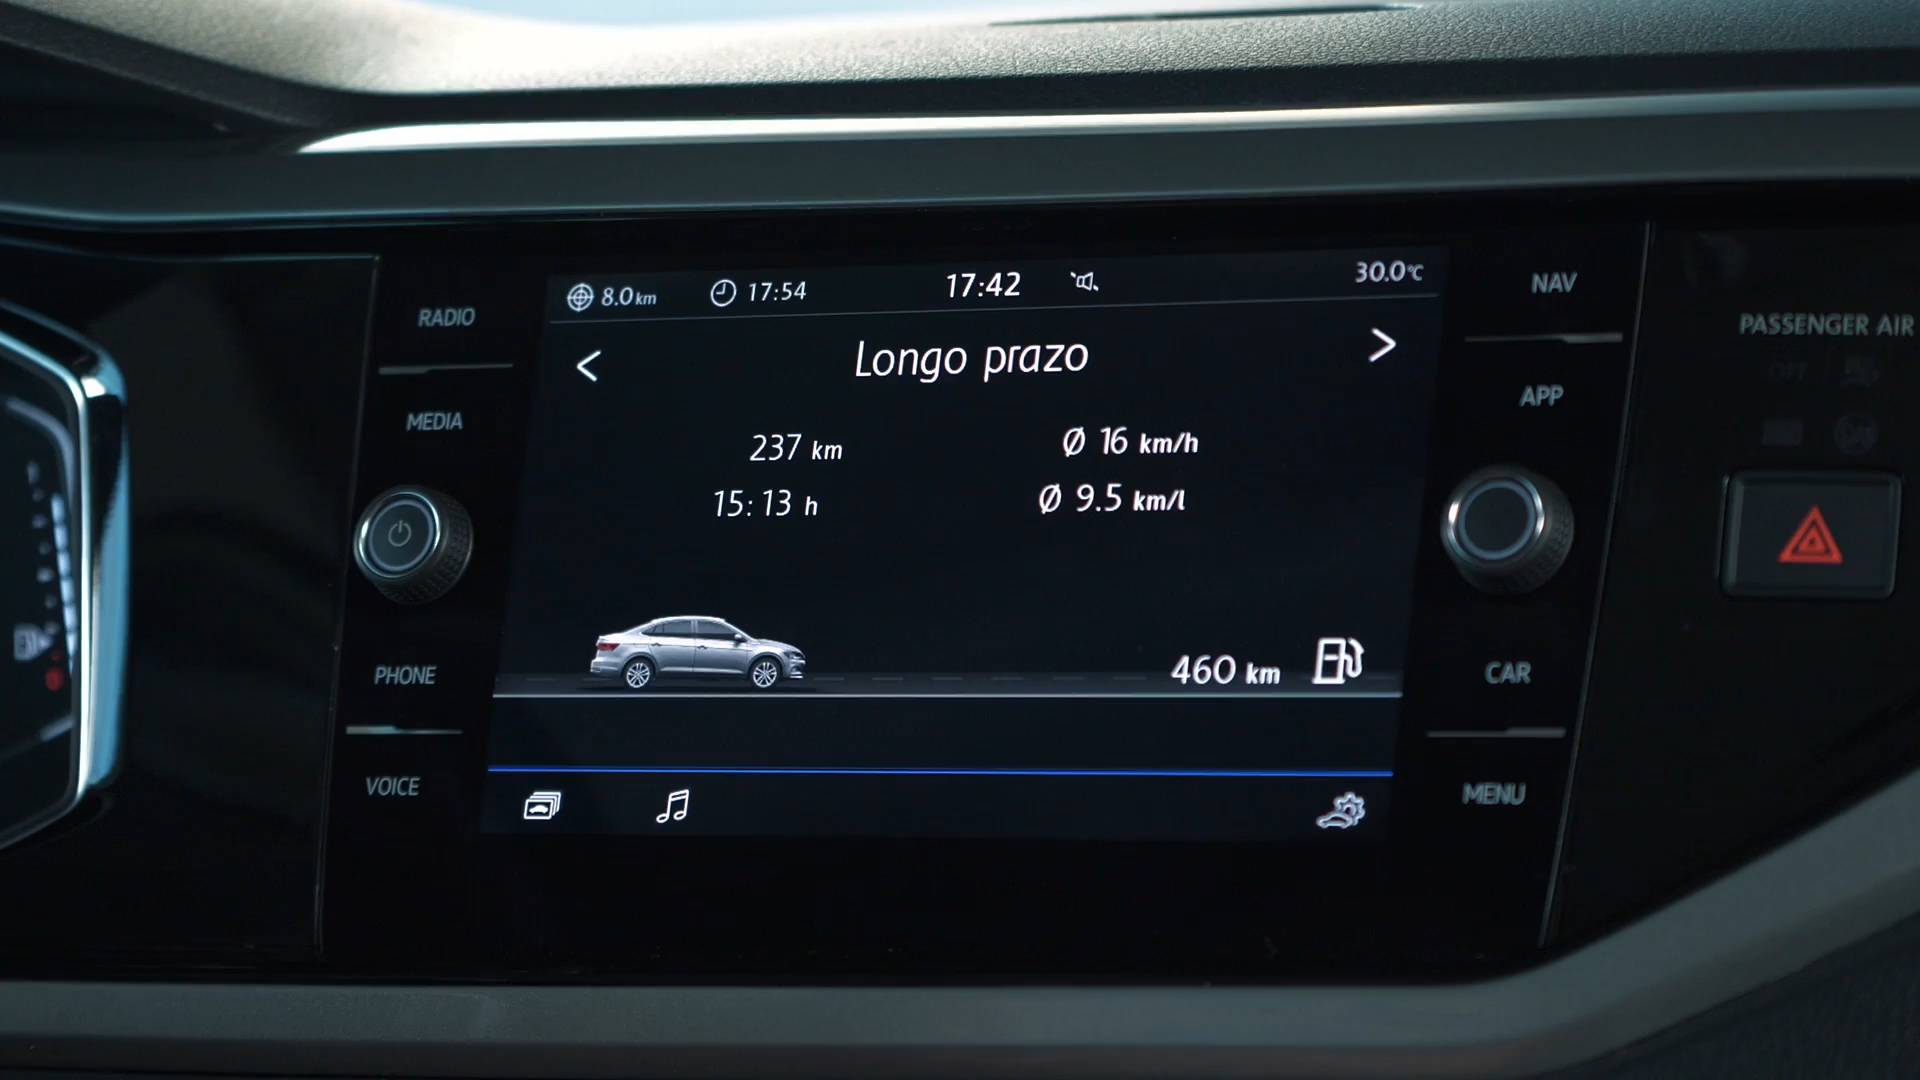 RADIO
MEDIA
PHONE
VOICE
8.0 km
17:54
17:42
30.0°C
< Longo prazo >
237 km
Ø 16 km/h
15:13 h
Ø 9.5 km/l
460 km
NAV
APP
CAR
MENU
PASSENGER AIR
OFF